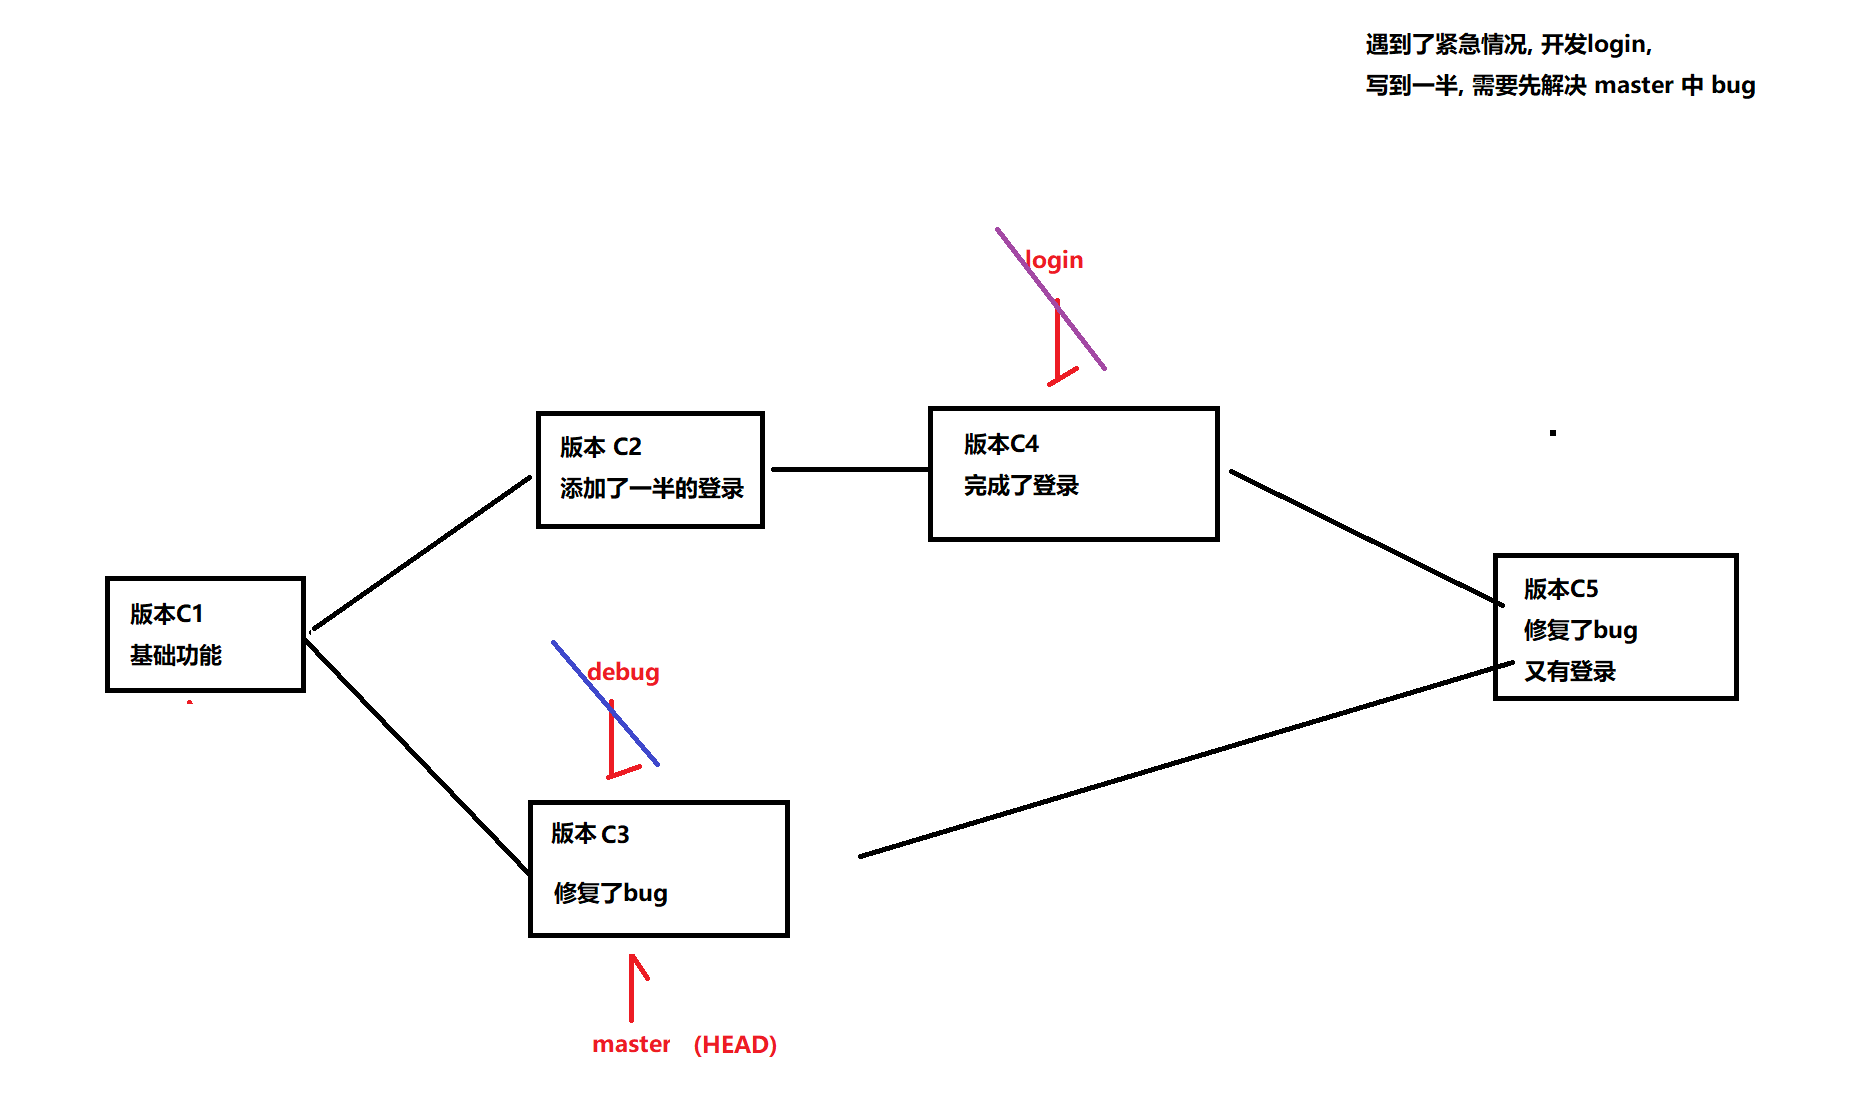 遇到了紧急情况, 开发login,
写到一半, 需要先解决 master 中 bug
login
版本 C2
添加了一半的登录
版本C4
完成了登录
版本C1
基础功能
版本C5
修复了bug
又有登录
debug
版本 C3
修复了bug
master (HEAD)